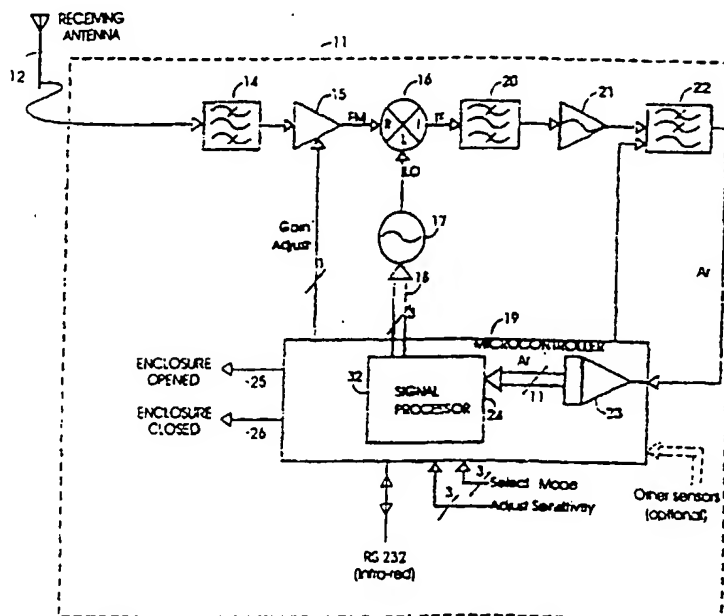 RECEIVING
ANTENNA
11
12
14
15
16
20
21
22
FM
R
I
L
IF
LO
17
18
Gain
Adjust
n
Ar
19
MICROCONTROLLER
ENCLOSURE
OPENED
25
ENCLOSURE
CLOSED
26
32
SIGNAL
PROCESSOR
Ar
11
24
23
3
Select Mode
3
Adjust Sensitivity
Other sensors
(optional)
RS 232
(Infra-red)